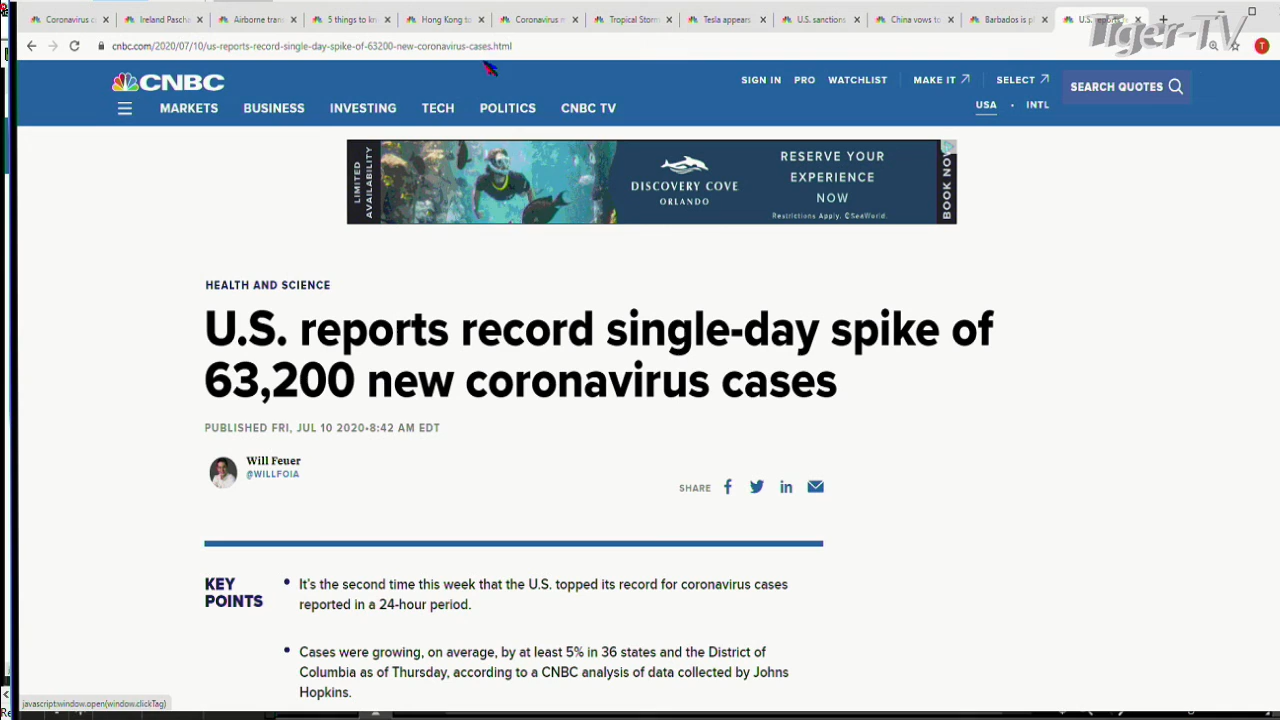 Coronavirus c
Ireland Pascha
Airborne trans
5 things to kn
Hong Kong to
Coronavirus m
Tropical Storm
Tesla appears
U.S. sanctions
China vows to
Barbados is pl
Tiger-TV
cnbc.com/2020/07/10/us-reports-record-single-day-spike-of-63200-new-coronavirus-cases.html
T
CNBC
SIGN IN PRO WATCHLIST MAKE IT SELECT
SEARCH QUOTES
USA · INTL
MARKETS BUSINESS INVESTING TECH POLITICS CNBC TV
LIMITED
AVAILABILITY
DISCOVERY COVE
ORLANDO
RESERVE YOUR
EXPERIENCE
NOW
Restrictions Apply. ©SeaWorld.
BOOK NOW
HEALTH AND SCIENCE
U.S. reports record single-day spike of
63,200 new coronavirus cases
PUBLISHED FRI, JUL 10 2020•8:42 AM EDT
Will Feuer
@WILLFOIA
SHARE
KEY
POINTS
• It's the second time this week that the U.S. topped its record for coronavirus cases
reported in a 24-hour period.
• Cases were growing, on average, by at least 5% in 36 states and the District of
Columbia as of Thursday, according to a CNBC analysis of data collected by Johns
Hopkins.
javascript:window.open(window.clickTag)